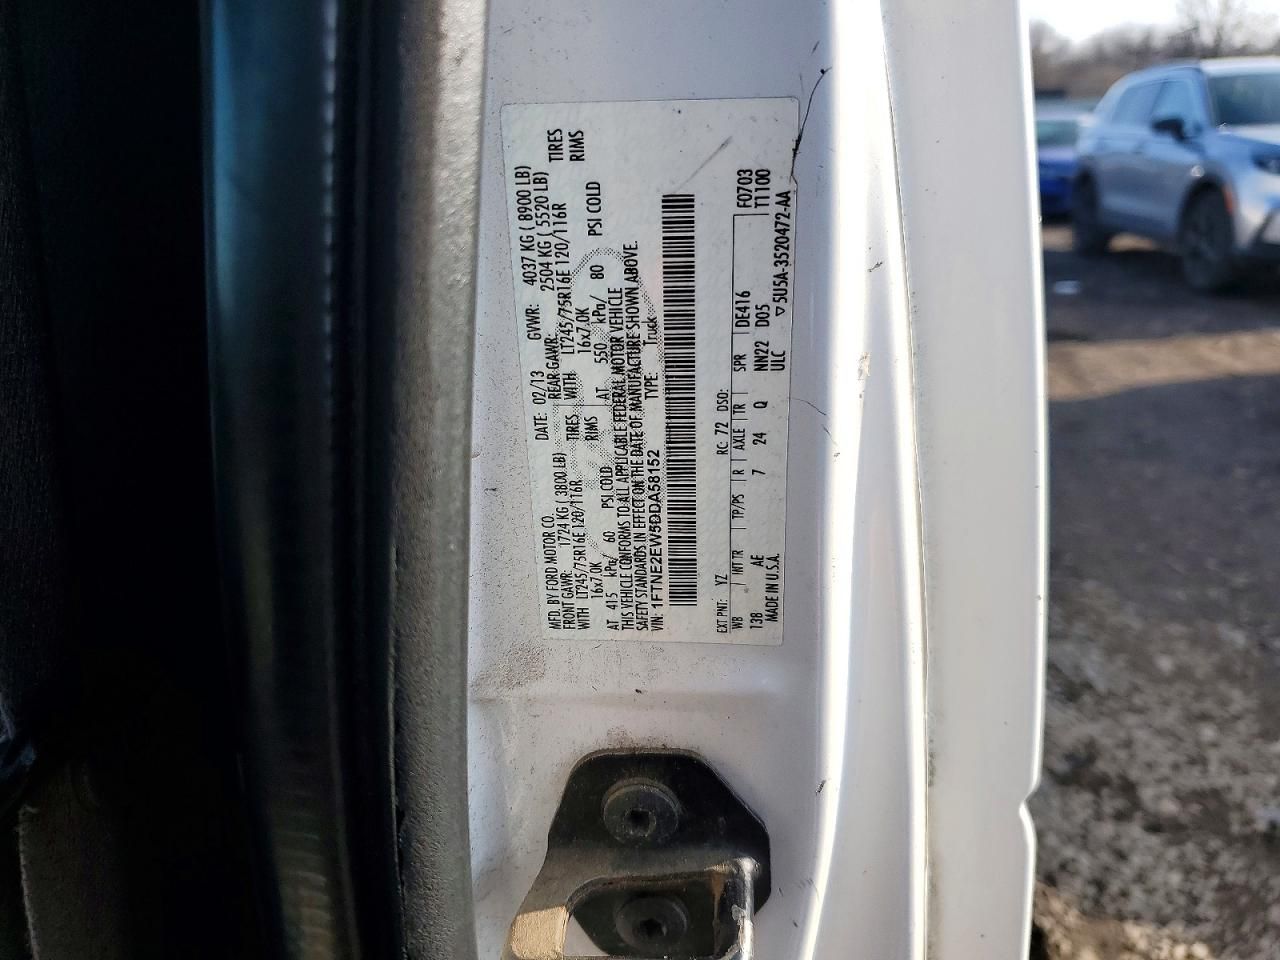 MFD. BY FORD MOTOR CO. DATE: 02/13 GVWR: 4037 KG ( 8900 LB)
FRONT GAWR: 1724 KG ( 3800 LB) REAR GAWR: 2504 KG ( 5520 LB)
WITH LT245/75R16E 120/116R TIRES WITH LT245/75R16E 120/116R TIRES
16x7.0K RIMS 16x7.0K RIMS
AT 415 kPa/ 60 PSI COLD AT 550 kPa/ 80 PSI COLD
THIS VEHICLE CONFORMS TO ALL APPLICABLE FEDERAL MOTOR VEHICLE
SAFETY STANDARDS IN EFFECT ON THE DATE OF MANUFACTURE SHOWN ABOVE.
VIN: 1FTNE2EW5DDA58152 TYPE: Truck
EXT PNT: YZ RC: 72 DSO: F0703
WB INT TR TP/PS R AXLE TR SPR DE416 T1100
138 AE 7 24 Q NN22 D05
MADE IN U.S.A. ULC ▽5U5A-3520472-AA